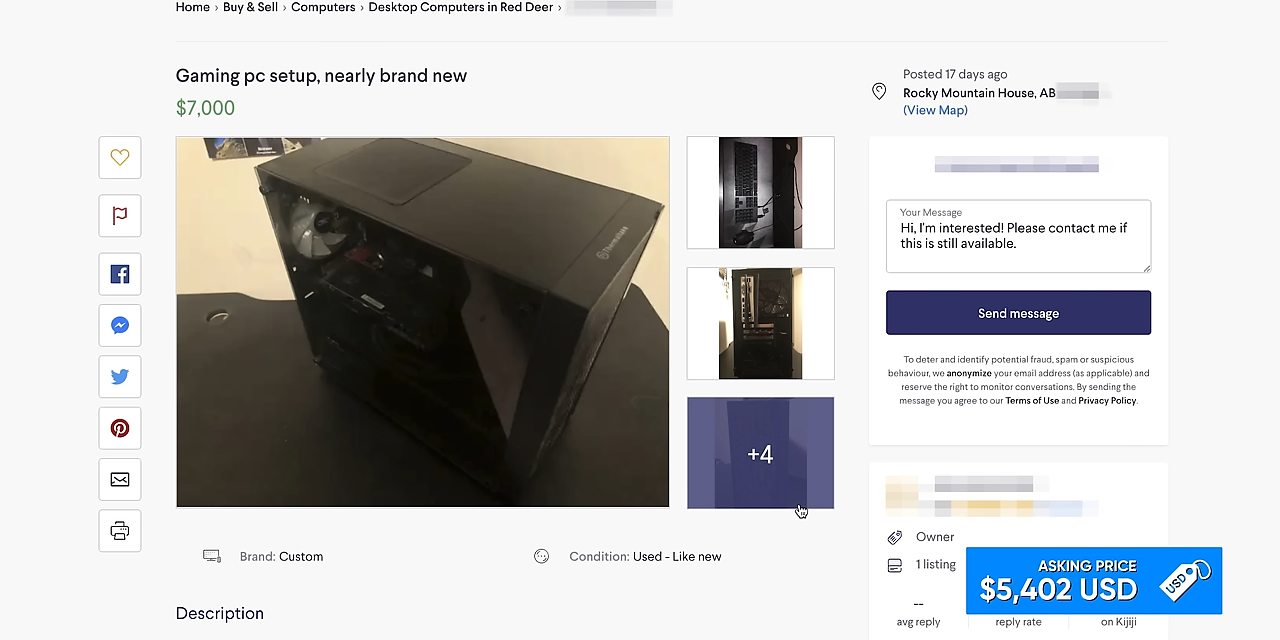 Home › Buy & Sell › Computers › Desktop Computers in Red Deer ›
Gaming pc setup, nearly brand new
$7,000
Posted 17 days ago
Rocky Mountain House, AB
(View Map)
Thermaltake
+4
Your Message
Hi, I'm interested! Please contact me if
this is still available.
Send message
To deter and identify potential fraud, spam or suspicious
behaviour, we anonymize your email address (as applicable) and
reserve the right to monitor conversations. By sending the
message you agree to our Terms of Use and Privacy Policy.
Brand: Custom
Condition: Used - Like new
Description
Owner
1 listing
--
avg reply
reply rate
on Kijiji
ASKING PRICE
$5,402 USD
USD